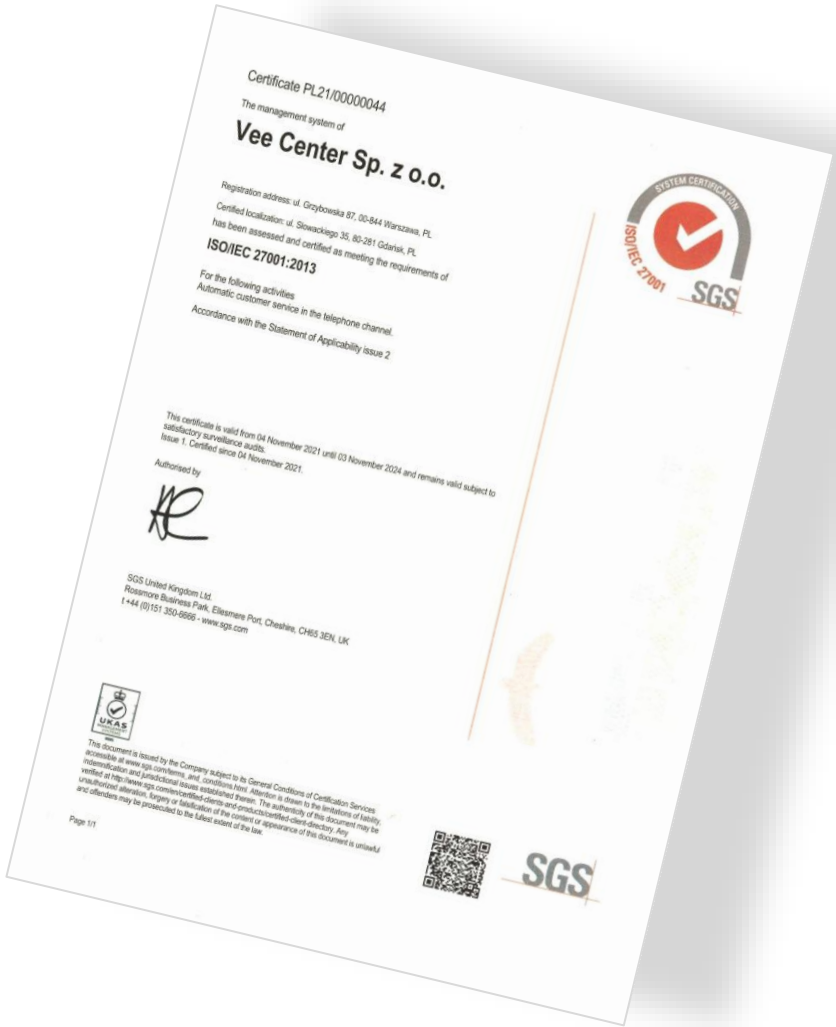 Certificate PL21/00000044
The management system of
Vee Center Sp. z o.o.
Registration address: ul. Grzybowska 87, 00-844 Warszawa, PL
Certified localization: ul. Słowackiego 35, 80-281 Gdańsk, PL
has been assessed and certified as meeting the requirements of
ISO/IEC 27001:2013
For the following activities
Automatic customer service in the telephone channel.
Accordance with the Statement of Applicability issue 2
SYSTEM CERTIFICATION
ISO/IEC 27001
SGS
This certificate is valid from 04 November 2021 until 03 November 2024 and remains valid subject to
satisfactory surveillance audits.
Issue 1. Certified since 04 November 2021.
Authorised by
SGS United Kingdom Ltd.
Rossmore Business Park, Ellesmere Port, Cheshire, CH65 3EN, UK
t +44 (0)151 350-6666 - www.sgs.com
UKAS
MANAGEMENT
SYSTEMS
This document is issued by the Company subject to its General Conditions of Certification Services
accessible at www.sgs.com/terms_and_conditions.html. Attention is drawn to the limitations of liability,
indemnification and jurisdictional issues established therein. The authenticity of this document may be
verified at http://www.sgs.com/en/certified-clients-and-products/certified-client-directory. Any
unauthorized alteration, forgery or falsification of the content or appearance of this document is unlawful
and offenders may be prosecuted to the fullest extent of the law.
Page 1/1
SGS